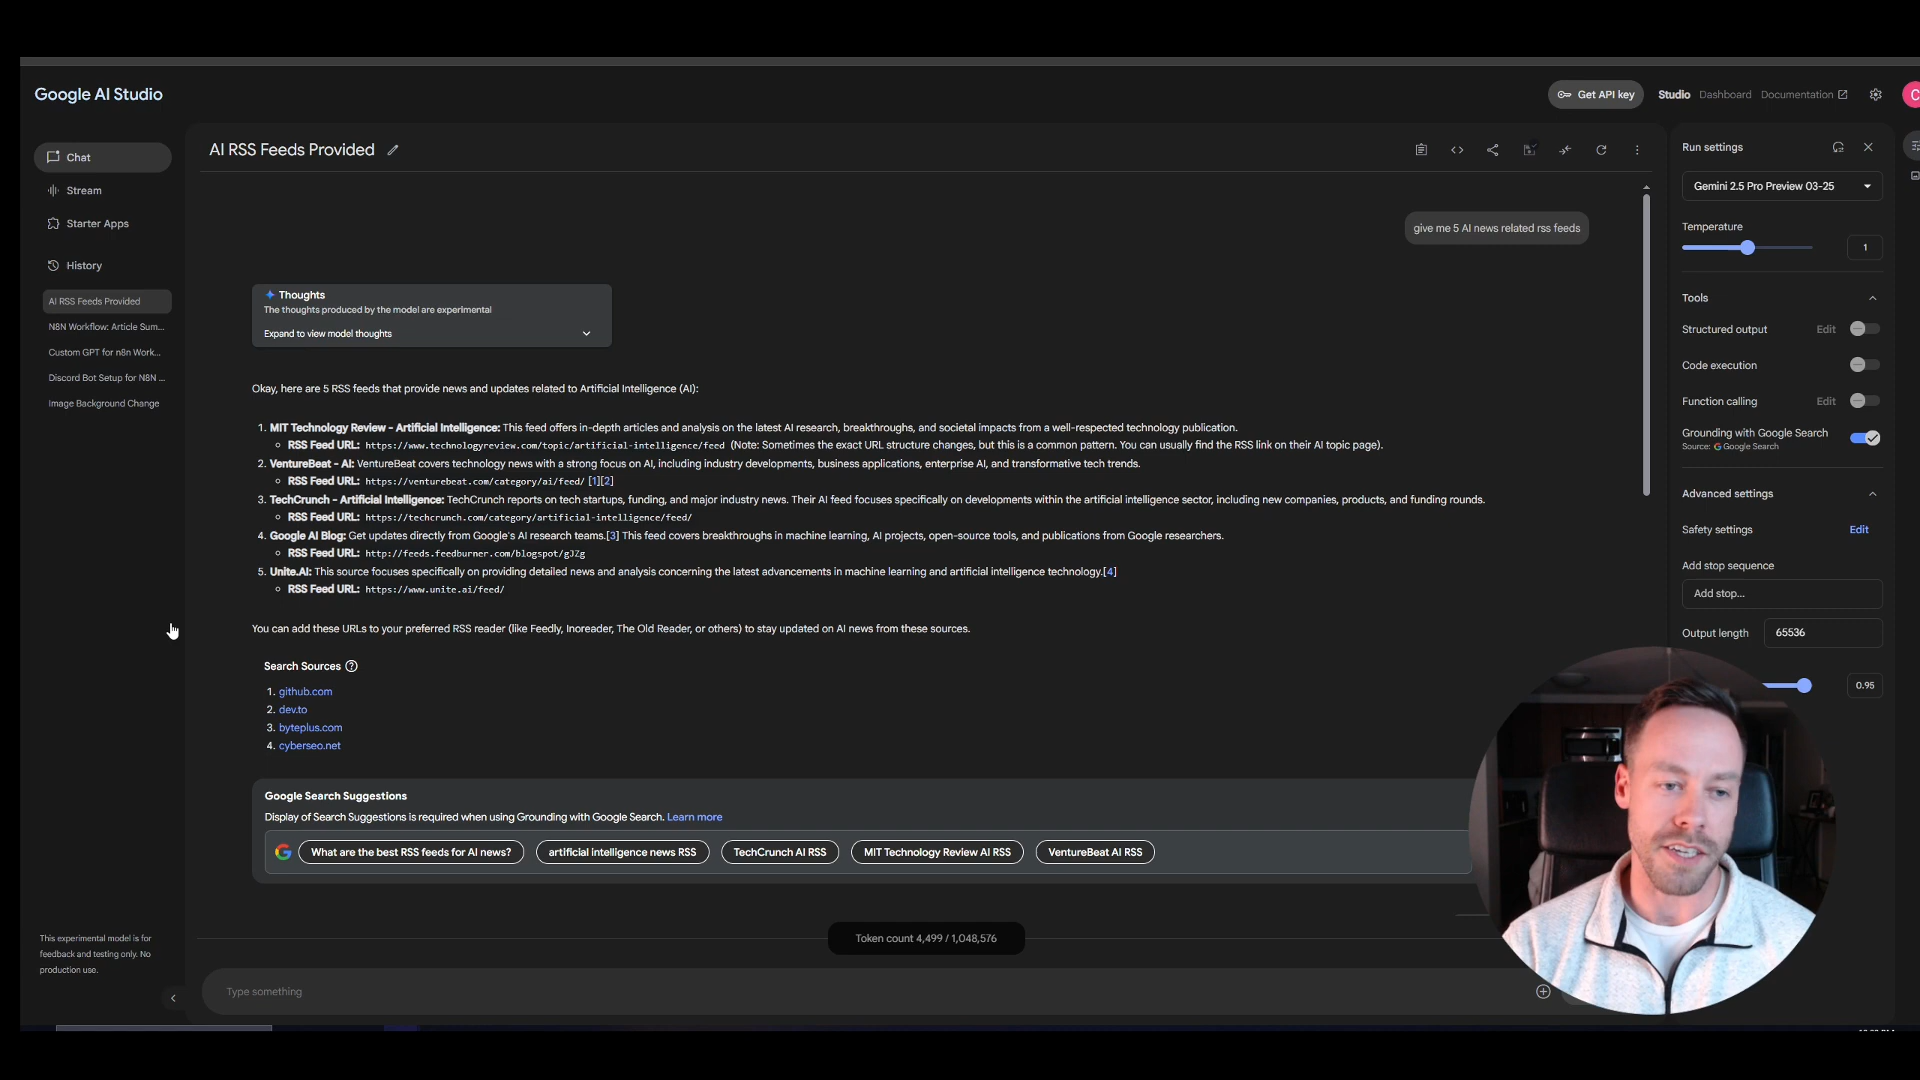 Google AI Studio
Get API key
Studio
Dashboard
Documentation
C
Chat
Stream
Starter Apps
History
AI RSS Feeds Provided
N8N Workflow: Article Sum...
Custom GPT for n8n Work...
Discord Bot Setup for N8N ...
Image Background Change
This experimental model is for
feedback and testing only. No
production use.
AI RSS Feeds Provided
give me 5 AI news related rss feeds
Thoughts
The thoughts produced by the model are experimental
Expand to view model thoughts
Okay, here are 5 RSS feeds that provide news and updates related to Artificial Intelligence (AI):
1. MIT Technology Review - Artificial Intelligence: This feed offers in-depth articles and analysis on the latest AI research, breakthroughs, and societal impacts from a well-respected technology publication.
RSS Feed URL: https://www.technologyreview.com/topic/artificial-intelligence/feed (Note: Sometimes the exact URL structure changes, but this is a common pattern. You can usually find the RSS link on their AI topic page).
2. VentureBeat - AI: VentureBeat covers technology news with a strong focus on AI, including industry developments, business applications, enterprise AI, and transformative tech trends.
RSS Feed URL: https://venturebeat.com/category/ai/feed/ [1][2]
3. TechCrunch - Artificial Intelligence: TechCrunch reports on tech startups, funding, and major industry news. Their AI feed focuses specifically on developments within the artificial intelligence sector, including new companies, products, and funding rounds.
RSS Feed URL: https://techcrunch.com/category/artificial-intelligence/feed/
4. Google AI Blog: Get updates directly from Google's AI research teams.[3] This feed covers breakthroughs in machine learning, AI projects, open-source tools, and publications from Google researchers.
RSS Feed URL: http://feeds.feedburner.com/blogspot/gJZg
5. Unite.AI: This source focuses specifically on providing detailed news and analysis concerning the latest advancements in machine learning and artificial intelligence technology.[4]
RSS Feed URL: https://www.unite.ai/feed/
You can add these URLs to your preferred RSS reader (like Feedly, Inoreader, The Old Reader, or others) to stay updated on AI news from these sources.
Search Sources
1. github.com
2. dev.to
3. byteplus.com
4. cyberseo.net
Google Search Suggestions
Display of Search Suggestions is required when using Grounding with Google Search. Learn more
What are the best RSS feeds for AI news?
artificial intelligence news RSS
TechCrunch AI RSS
MIT Technology Review AI RSS
VentureBeat AI RSS
Token count 4,499 / 1,048,576
Type something
Run settings
Gemini 2.5 Pro Preview 03-25
Temperature
1
Tools
Structured output Edit
Code execution
Function calling Edit
Grounding with Google Search
Source: Google Search
Advanced settings
Safety settings Edit
Add stop sequence
Add stop...
Output length 65536
0.95